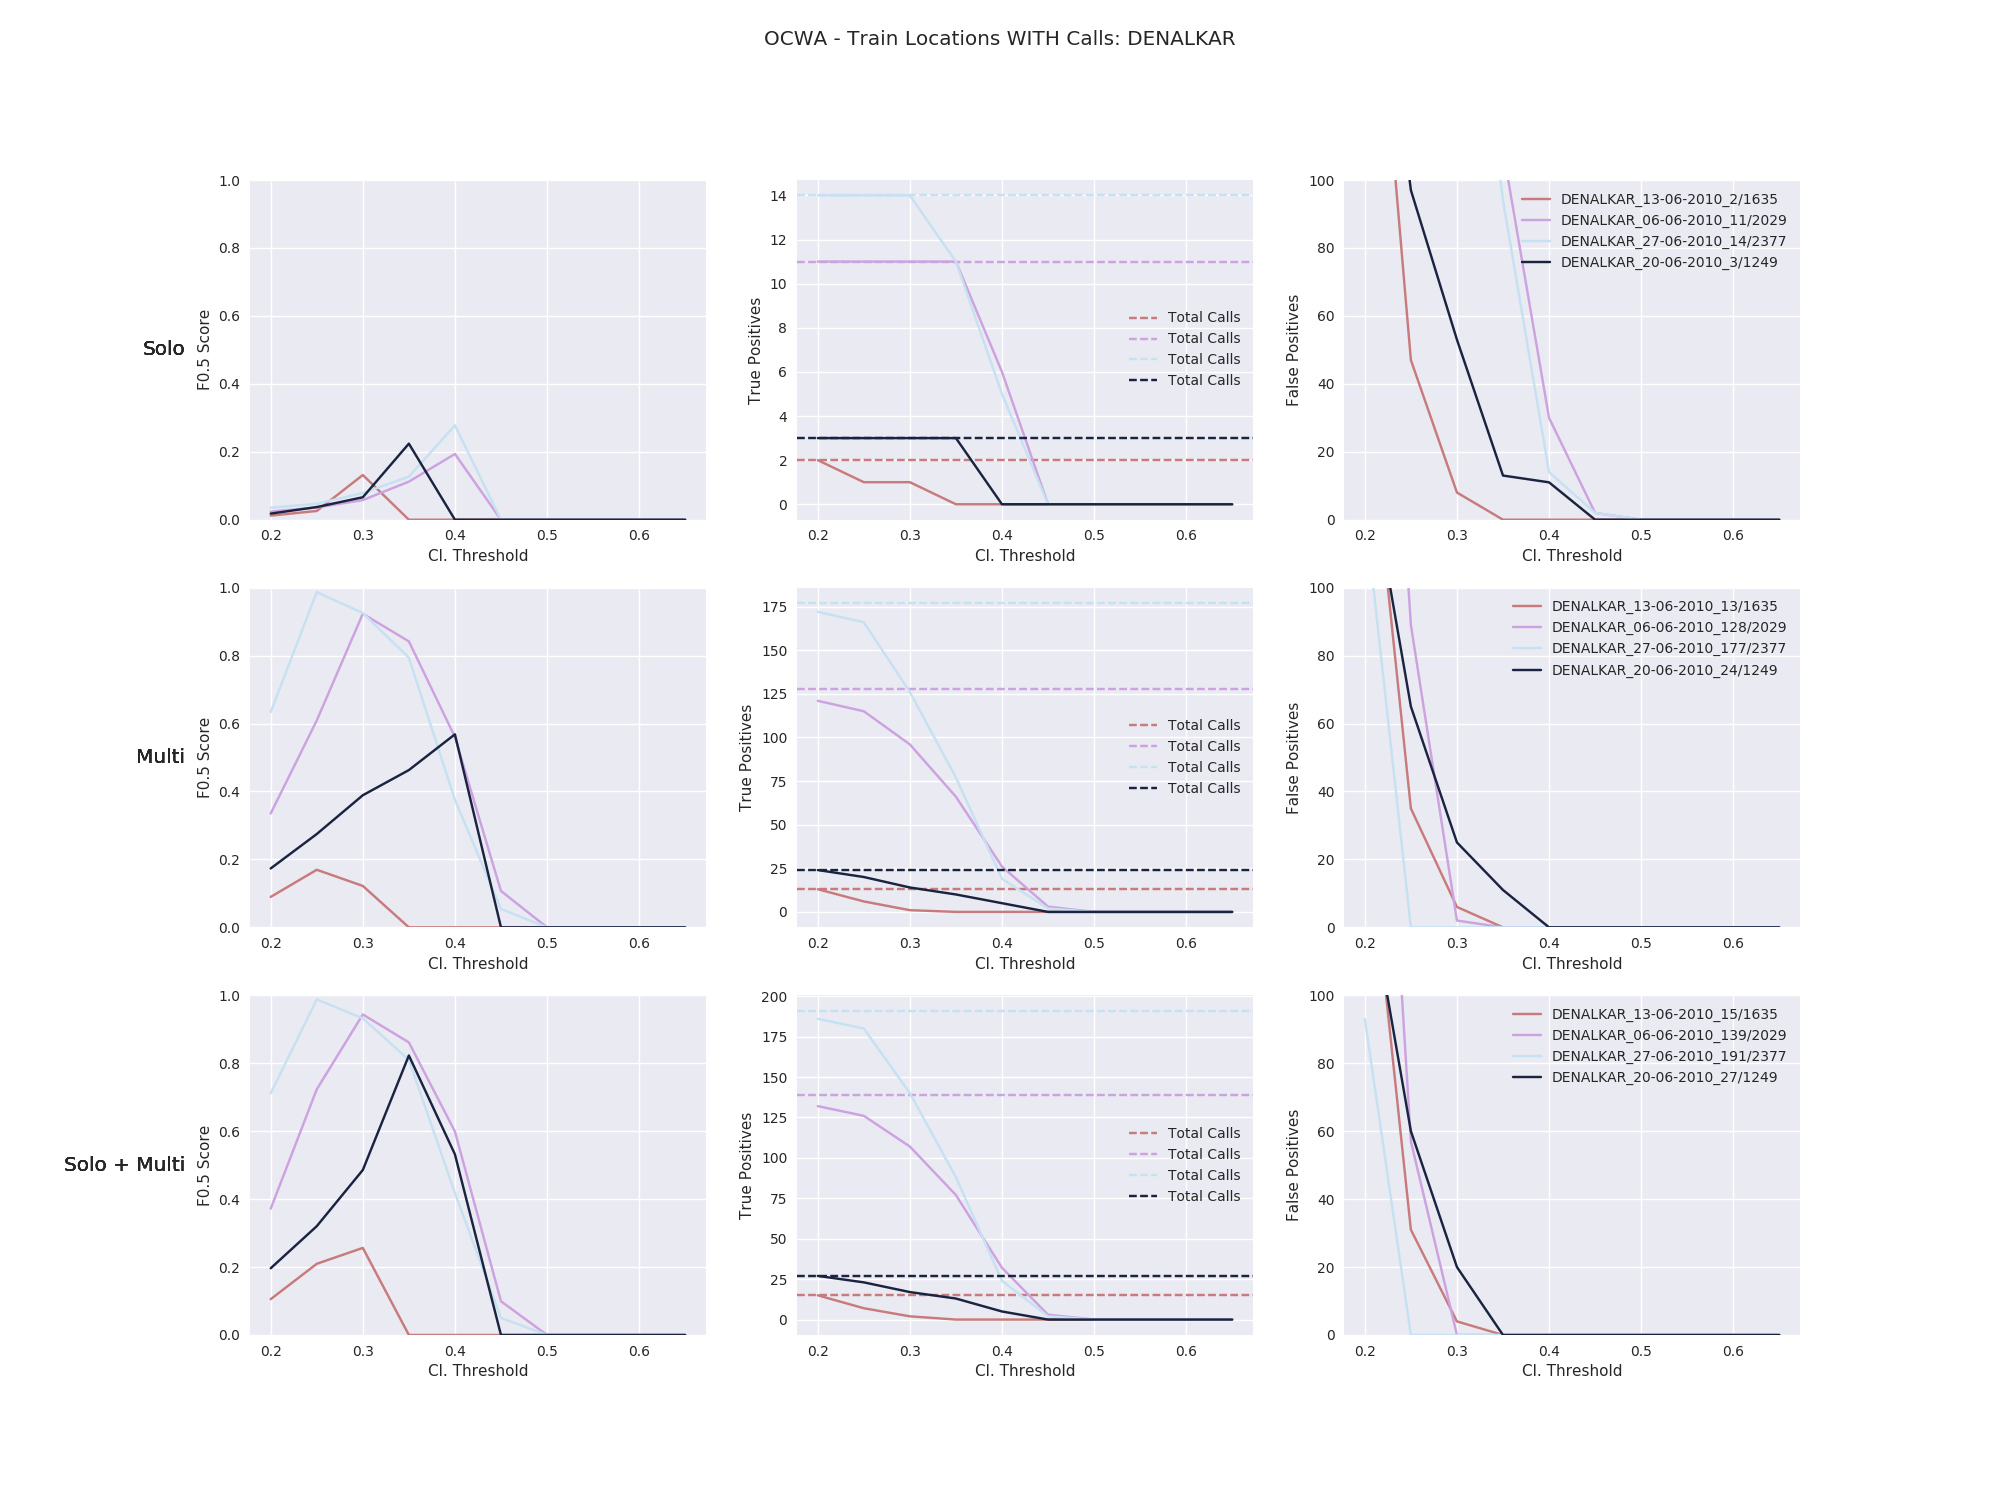 OCWA - Train Locations WITH Calls: DENALKAR
Solo
F0.5 Score
1.0
0.8
0.6
0.4
0.2
0.0
0.2 0.3 0.4 0.5 0.6
Cl. Threshold
True Positives
14
12
10
8
6
4
2
0
Total Calls
Total Calls
Total Calls
Total Calls
0.2 0.3 0.4 0.5 0.6
Cl. Threshold
False Positives
100
80
60
40
20
0
DENALKAR_13-06-2010_2/1635
DENALKAR_06-06-2010_11/2029
DENALKAR_27-06-2010_14/2377
DENALKAR_20-06-2010_3/1249
0.2 0.3 0.4 0.5 0.6
Cl. Threshold
Multi
F0.5 Score
1.0
0.8
0.6
0.4
0.2
0.0
0.2 0.3 0.4 0.5 0.6
Cl. Threshold
True Positives
175
150
125
100
75
50
25
0
Total Calls
Total Calls
Total Calls
Total Calls
0.2 0.3 0.4 0.5 0.6
Cl. Threshold
False Positives
100
80
60
40
20
0
DENALKAR_13-06-2010_13/1635
DENALKAR_06-06-2010_128/2029
DENALKAR_27-06-2010_177/2377
DENALKAR_20-06-2010_24/1249
0.2 0.3 0.4 0.5 0.6
Cl. Threshold
Solo + Multi
F0.5 Score
1.0
0.8
0.6
0.4
0.2
0.0
0.2 0.3 0.4 0.5 0.6
Cl. Threshold
True Positives
200
175
150
125
100
75
50
25
0
Total Calls
Total Calls
Total Calls
Total Calls
0.2 0.3 0.4 0.5 0.6
Cl. Threshold
False Positives
100
80
60
40
20
0
DENALKAR_13-06-2010_15/1635
DENALKAR_06-06-2010_139/2029
DENALKAR_27-06-2010_191/2377
DENALKAR_20-06-2010_27/1249
0.2 0.3 0.4 0.5 0.6
Cl. Threshold